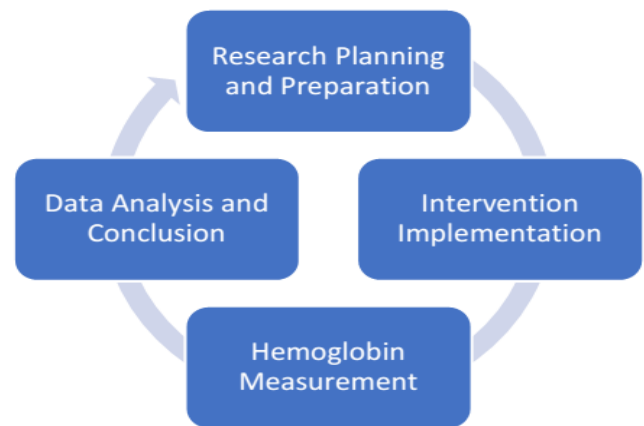 Research Planning
and Preparation
Intervention
Implementation
Hemoglobin
Measurement
Data Analysis and
Conclusion